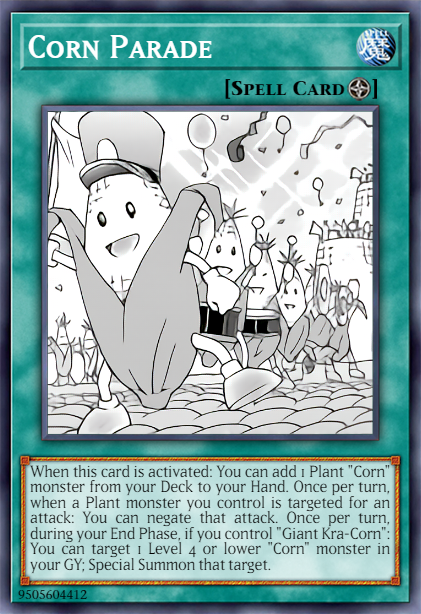 Corn Parade
魔
[Spell Card]
When this card is activated: You can add 1 Plant "Corn"
monster from your Deck to your Hand. Once per turn,
when a Plant monster you control is targeted for an
attack: You can negate that attack. Once per turn,
during your End Phase, if you control "Giant Kra-Corn":
You can target 1 Level 4 or lower "Corn" monster in
your GY; Special Summon that target.
9505604412